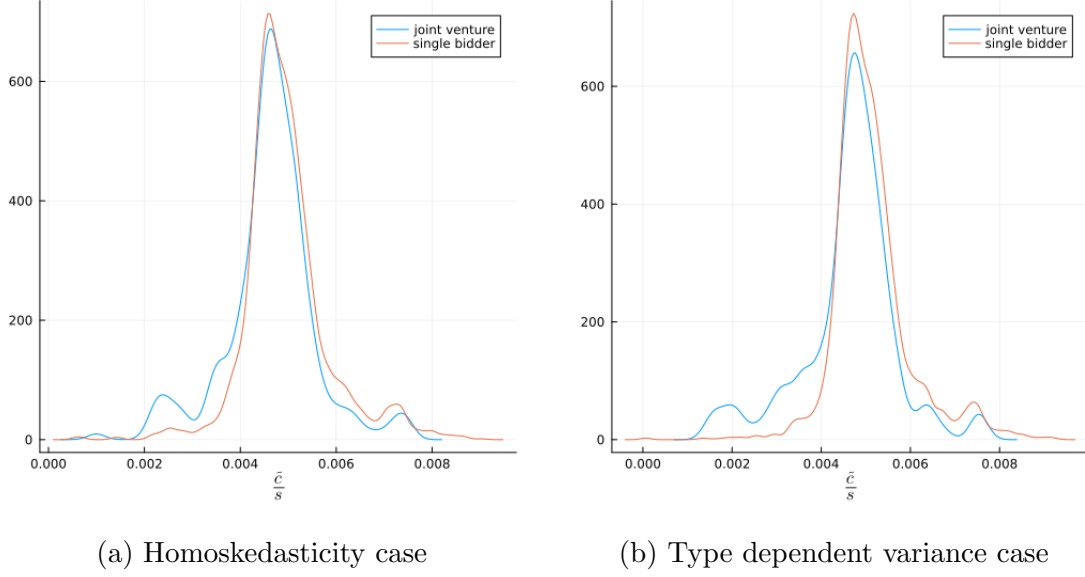 joint venture
single bidder
600
400
200
0
0.000
0.002
0.004
0.006
0.008
c̄
s
joint venture
single bidder
600
400
200
0
0.000
0.002
0.004
0.006
0.008
c̄
s
(a) Homoskedasticity case
(b) Type dependent variance case